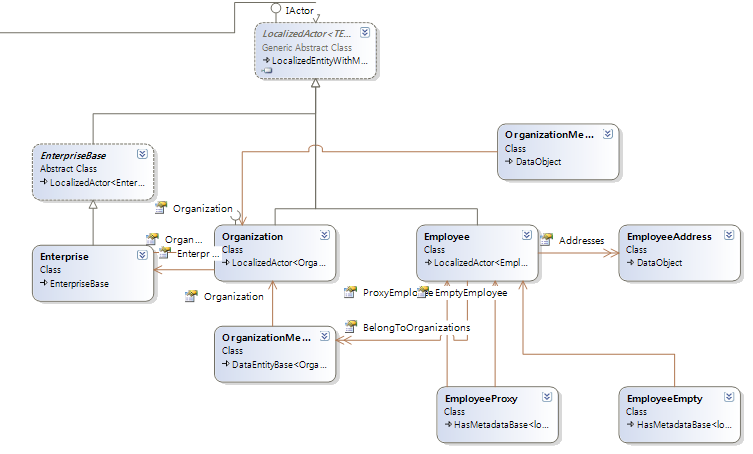 IActor
LocalizedActor<TE...
Generic Abstract Class
LocalizedEntityWithM...
OrganizationMe...
Class
DataObject
EnterpriseBase
Abstract Class
LocalizedActor<Enter...
Organization
Organization
Class
LocalizedActor<Orga...
Employee
Class
LocalizedActor<Empl...
Addresses
EmployeeAddress
Class
DataObject
Organ...
Enterpr...
Enterprise
Class
EnterpriseBase
Organization
ProxyEmployee
EmptyEmployee
BelongToOrganizations
OrganizationMe...
Class
DataEntityBase<Orga...
EmployeeProxy
Class
HasMetadataBase<lo...
EmployeeEmpty
Class
HasMetadataBase<lo...